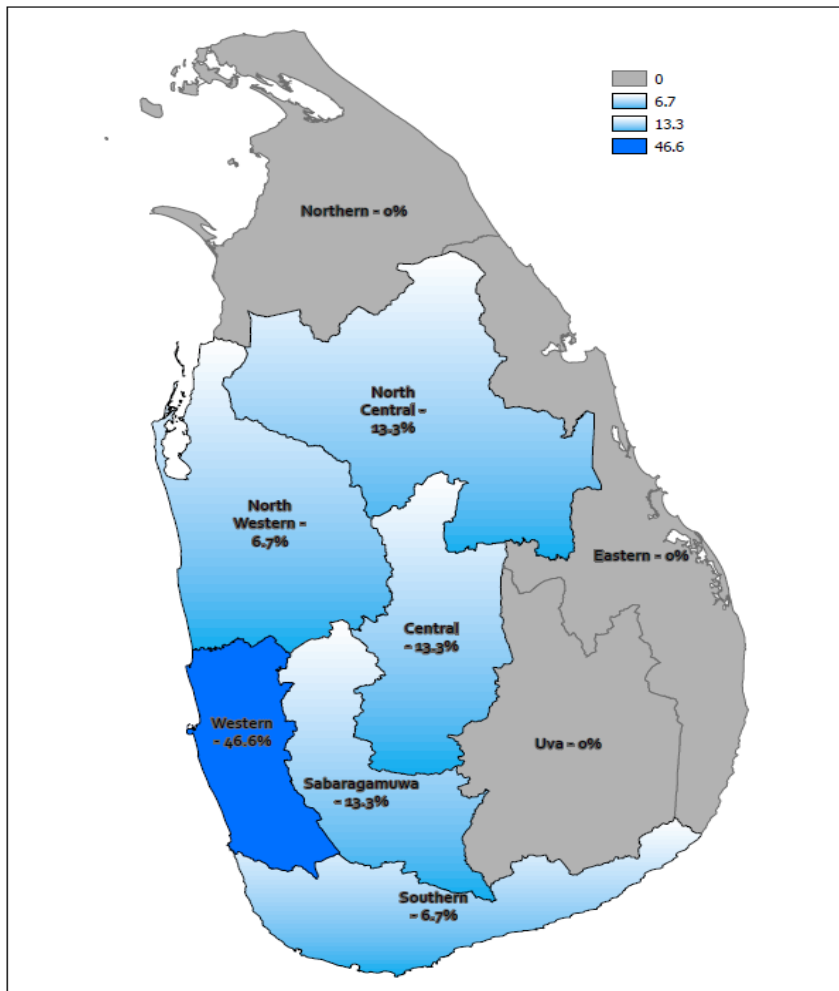 0
6.7
13.3
46.6
Northern - 0%
North
Central -
13.3%
North
Western -
6.7%
Eastern - 0%
Central
- 13.3%
Western
- 46.6%
Uva - 0%
Sabaragamuwa
- 13.3%
Southern
- 6.7%